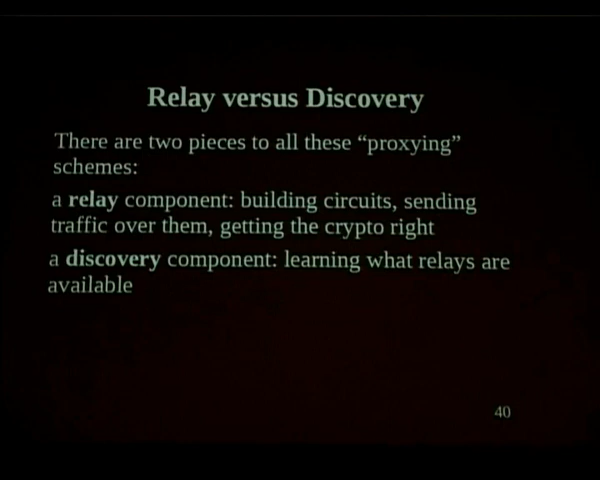 Relay versus Discovery
There are two pieces to all these “proxying”
schemes:
a relay component: building circuits, sending
traffic over them, getting the crypto right
a discovery component: learning what relays are
available
40